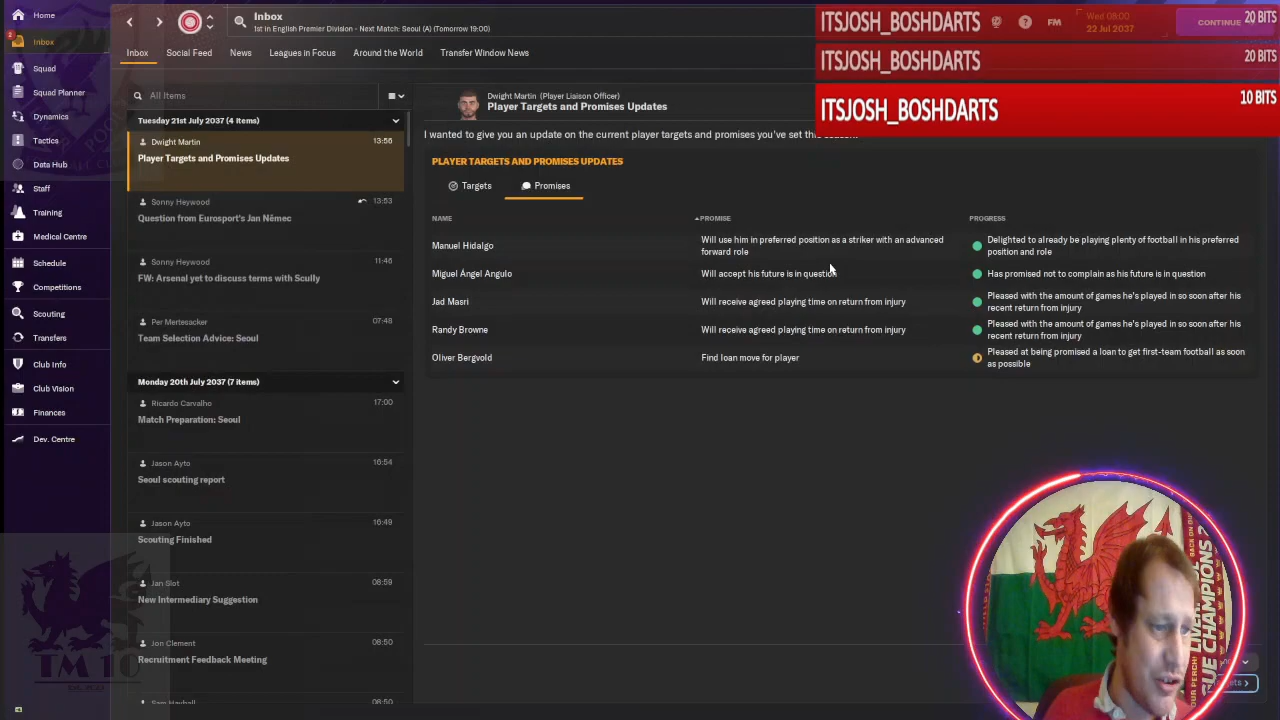 Home
Inbox
1st in English Premier Division - Next Match: Seoul (A) (Tomorrow 19:00)
FM
Wed 08:00
22 Jul 2037
CONTINUE
ITSJOSH_BOSHDARTS
20 BITS
ITSJOSH_BOSHDARTS
20 BITS
ITSJOSH_BOSHDARTS
10 BITS
2
Inbox
Squad
Squad Planner
Dynamics
Tactics
Data Hub
Staff
Training
Medical Centre
Schedule
Competitions
Scouting
Transfers
Club Info
Club Vision
Finances
Dev. Centre
Inbox
Social Feed
News
Leagues in Focus
Around the World
Transfer Window News
All Items
Tuesday 21st July 2037 (4 Items)
Dwight Martin
13:56
Player Targets and Promises Updates
Sonny Heywood
13:53
Question from Eurosport's Jan Němec
Sonny Heywood
11:46
FW: Arsenal yet to discuss terms with Scully
Per Mertesacker
07:48
Team Selection Advice: Seoul
Monday 20th July 2037 (7 items)
Ricardo Carvalho
17:00
Match Preparation: Seoul
Jason Ayto
16:54
Seoul scouting report
Jason Ayto
16:49
Scouting Finished
Jan Slot
08:59
New Intermediary Suggestion
Jon Clement
08:50
Recruitment Feedback Meeting
08:50
TM 10
Dwight Martin (Player Liaison Officer)
Player Targets and Promises Updates
I wanted to give you an update on the current player targets and promises you've set this season.
PLAYER TARGETS AND PROMISES UPDATES
Targets
Promises
NAME
PROMISE
PROGRESS
Manuel Hidalgo
Will use him in preferred position as a striker with an advanced
forward role
Delighted to already be playing plenty of football in his preferred
position and role
Miguel Ángel Angulo
Will accept his future is in question
Has promised not to complain as his future is in question
Jad Masri
Will receive agreed playing time on return from injury
Pleased with the amount of games he's played in so soon after his
recent return from injury
Randy Browne
Will receive agreed playing time on return from injury
Pleased with the amount of games he's played in so soon after his
recent return from injury
Oliver Bergvold
Find loan move for player
Pleased at being promised a loan to get first-team football as soon
as possible